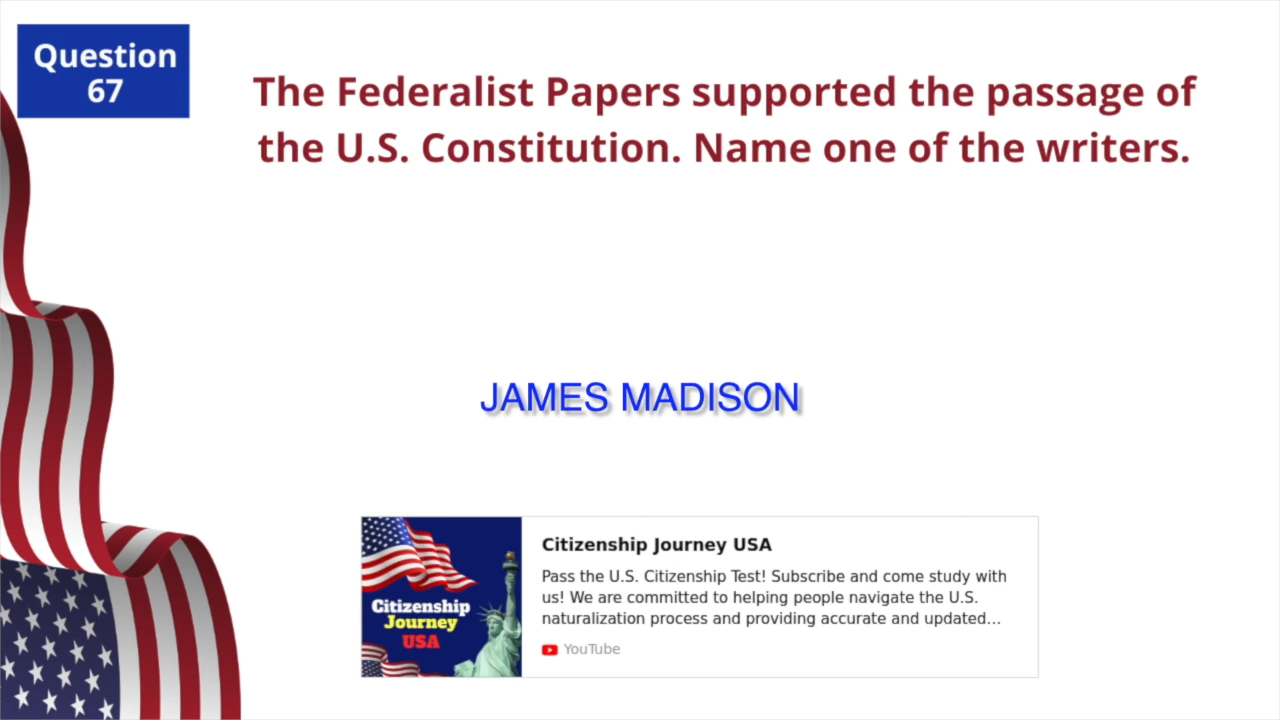 Question
67
The Federalist Papers supported the passage of
the U.S. Constitution. Name one of the writers.
JAMES MADISON
Citizenship
Journey
USA
Citizenship Journey USA
Pass the U.S. Citizenship Test! Subscribe and come study with
us! We are committed to helping people navigate the U.S.
naturalization process and providing accurate and updated...
YouTube